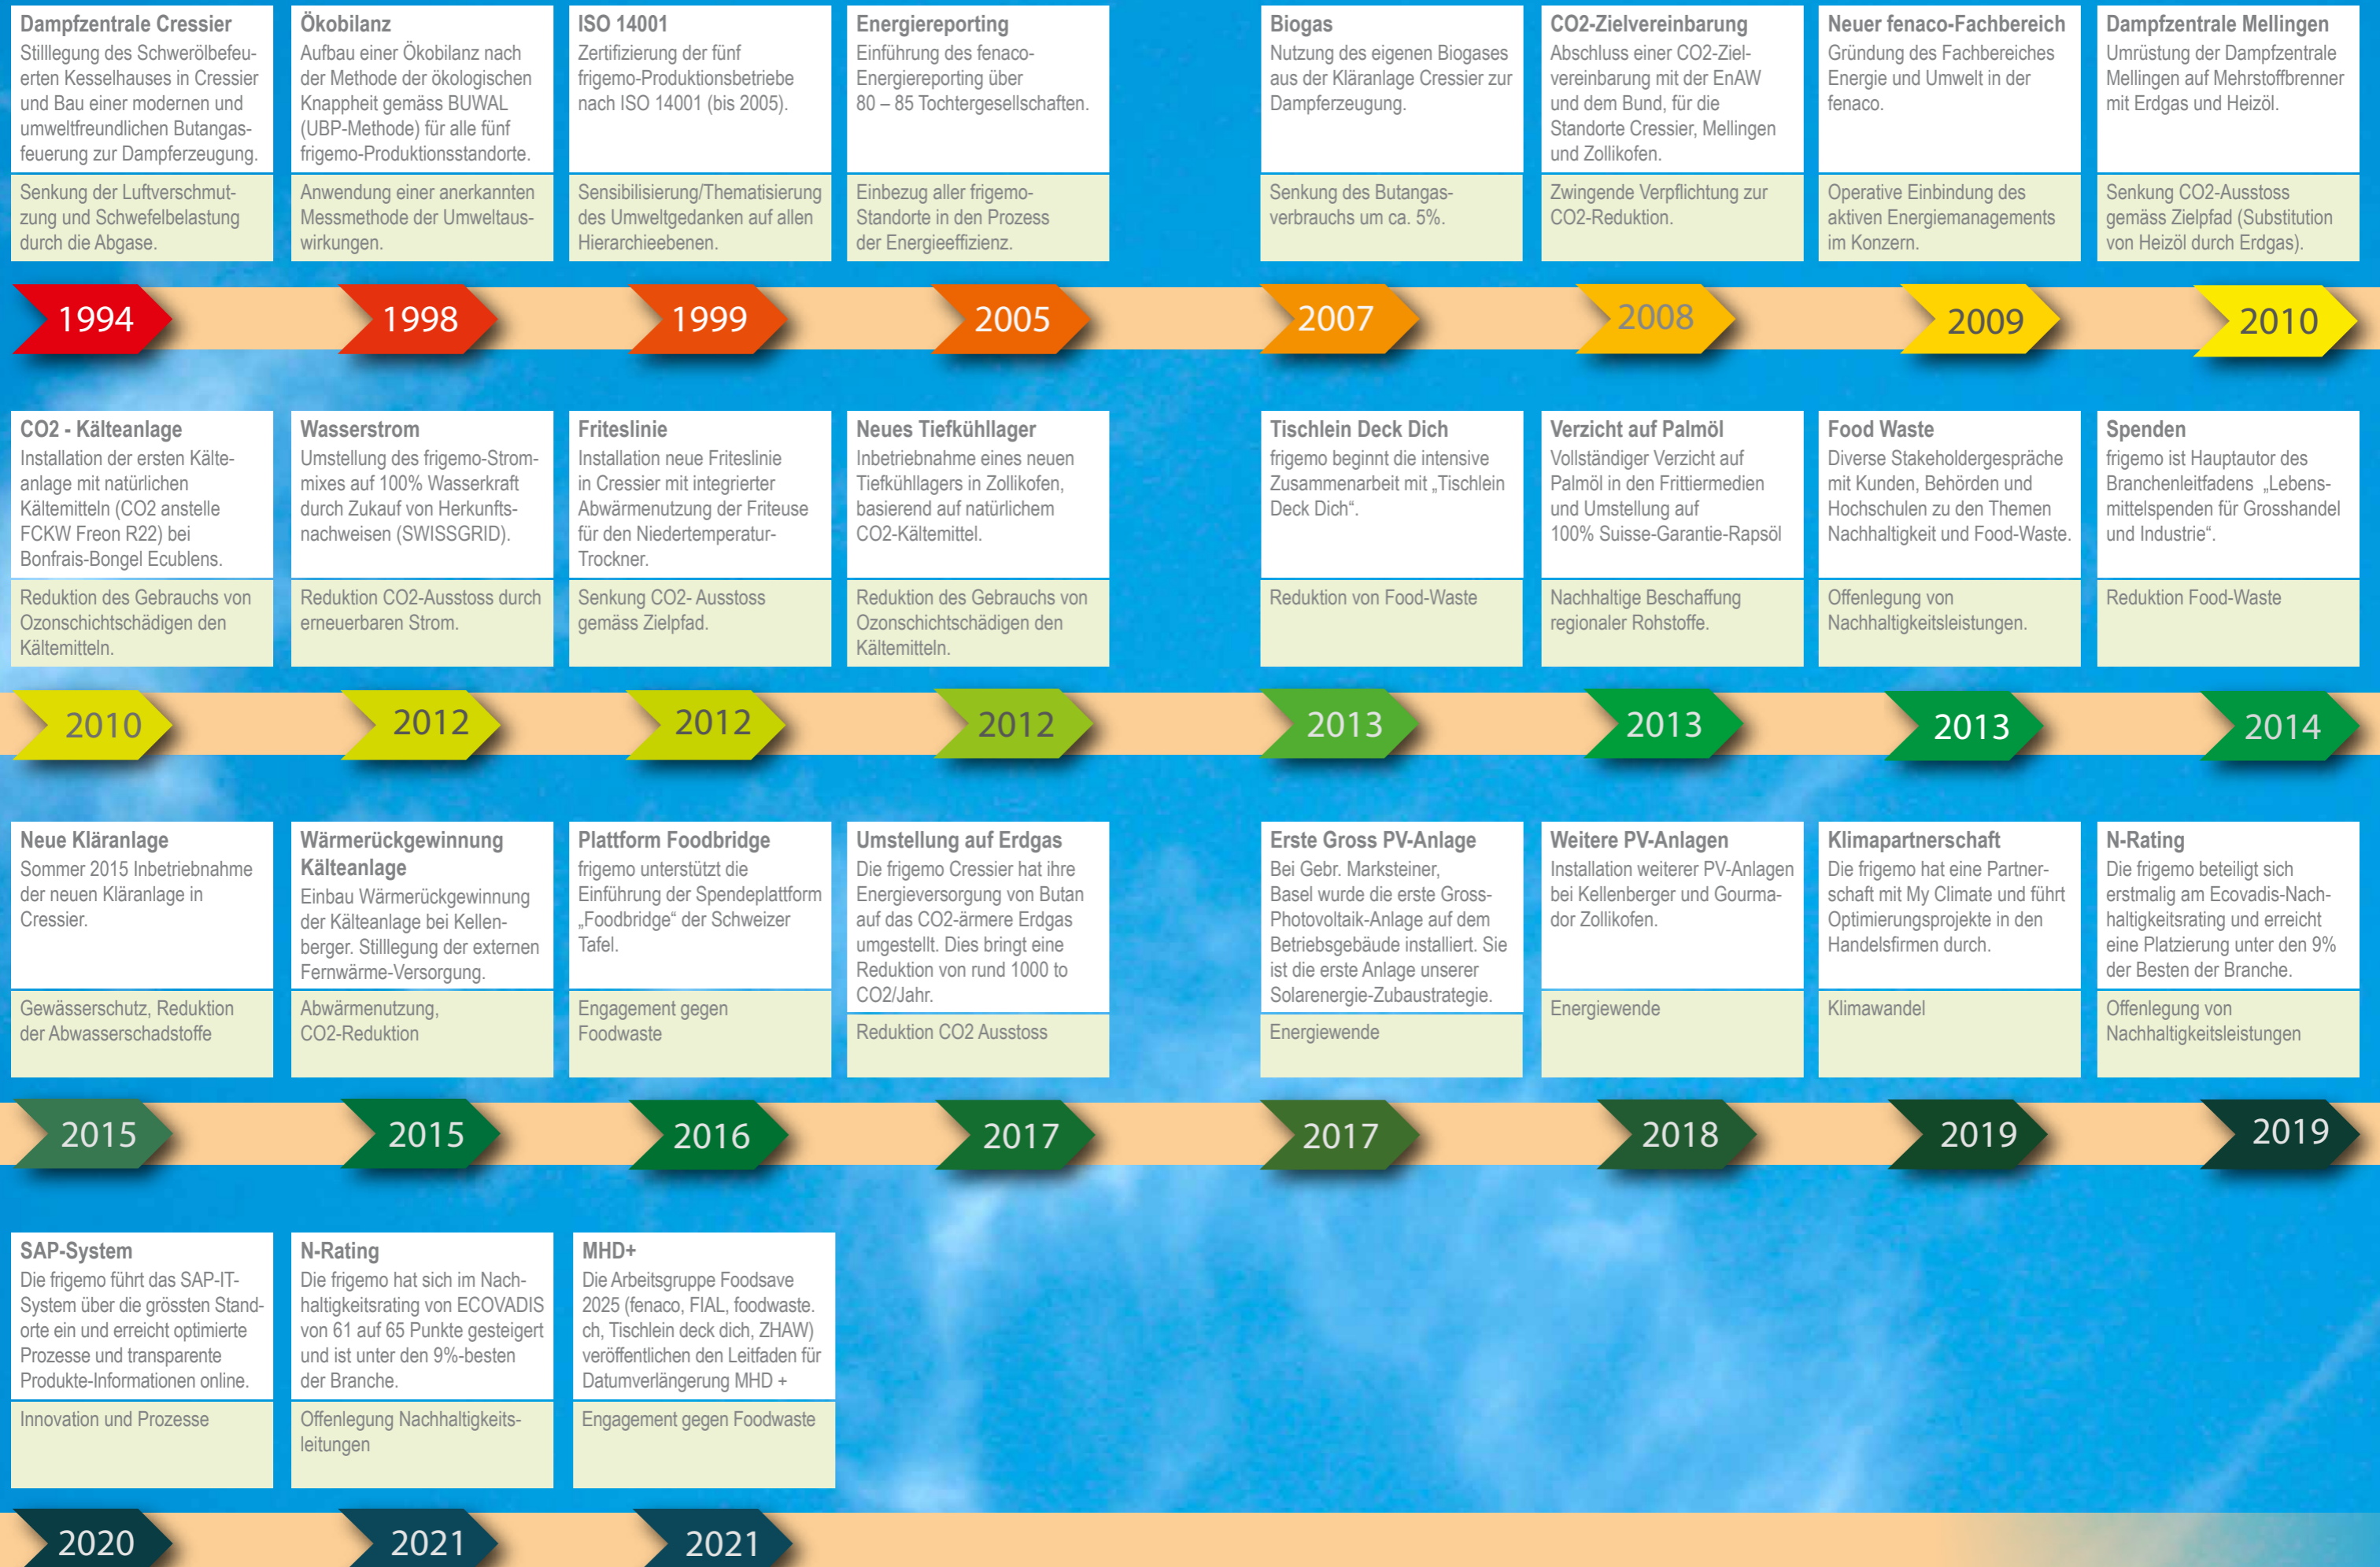 Dampfzentrale Cressier
Stilllegung des Schwerölbefeu-
erten Kesselhauses in Cressier
und Bau einer modernen und
umweltfreundlichen Butangas-
feuerung zur Dampferzeugung.
Senkung der Luftverschmut-
zung und Schwefelbelastung
durch die Abgase.
Ökobilanz
Aufbau einer Ökobilanz nach
der Methode der ökologischen
Knappheit gemäss BUWAL
(UBP-Methode) für alle fünf
frigemo-Produktionsstandorte.
Anwendung einer anerkannten
Messmethode der Umweltaus-
wirkungen.
ISO 14001
Zertifizierung der fünf
frigemo-Produktionsbetriebe
nach ISO 14001 (bis 2005).
Sensibilisierung/Thematisierung
des Umweltgedanken auf allen
Hierarchieebenen.
Energiereporting
Einführung des fenaco-
Energiereporting über
80 – 85 Tochtergesellschaften.
Einbezug aller frigemo-
Standorte in den Prozess
der Energieeffizienz.
Biogas
Nutzung des eigenen Biogases
aus der Kläranlage Cressier zur
Dampferzeugung.
Senkung des Butangas-
verbrauchs um ca. 5%.
CO2-Zielvereinbarung
Abschluss einer CO2-Ziel-
vereinbarung mit der EnAW
und dem Bund, für die
Standorte Cressier, Mellingen
und Zollikofen.
Zwingende Verpflichtung zur
CO2-Reduktion.
Neuer fenaco-Fachbereich
Gründung des Fachbereiches
Energie und Umwelt in der
fenaco.
Operative Einbindung des
aktiven Energiemanagements
im Konzern.
Dampfzentrale Mellingen
Umrüstung der Dampfzentrale
Mellingen auf Mehrstoffbrenner
mit Erdgas und Heizöl.
Senkung CO2-Ausstoss
gemäss Zielpfad (Substitution
von Heizöl durch Erdgas).
1994
1998
1999
2005
2007
2008
2009
2010
CO2 - Kälteanlage
Installation der ersten Kälte-
anlage mit natürlichen
Kältemitteln (CO2 anstelle
FCKW Freon R22) bei
Bonfrais-Bongel Ecublens.
Reduktion des Gebrauchs von
Ozonschichtschädigen den
Kältemitteln.
Wasserstrom
Umstellung des frigemo-Strom-
mixes auf 100% Wasserkraft
durch Zukauf von Herkunfts-
nachweisen (SWISSGRID).
Reduktion CO2-Ausstoss durch
erneuerbaren Strom.
Friteslinie
Installation neue Friteslinie
in Cressier mit integrierter
Abwärmenutzung der Friteuse
für den Niedertemperatur-
Trockner.
Senkung CO2- Ausstoss
gemäss Zielpfad.
Neues Tiefkühllager
Inbetriebnahme eines neuen
Tiefkühllagers in Zollikofen,
basierend auf natürlichem
CO2-Kältemittel.
Reduktion des Gebrauchs von
Ozonschichtschädigen den
Kältemitteln.
Tischlein Deck Dich
frigemo beginnt die intensive
Zusammenarbeit mit „Tischlein
Deck Dich“.
Reduktion von Food-Waste
Verzicht auf Palmöl
Vollständiger Verzicht auf
Palmöl in den Frittiermedien
und Umstellung auf
100% Suisse-Garantie-Rapsöl
Nachhaltige Beschaffung
regionaler Rohstoffe.
Food Waste
Diverse Stakeholdergespräche
mit Kunden, Behörden und
Hochschulen zu den Themen
Nachhaltigkeit und Food-Waste.
Offenlegung von
Nachhaltigkeitsleistungen.
Spenden
frigemo ist Hauptautor des
Branchenleitfadens „Lebens-
mittelspenden für Grosshandel
und Industrie“.
Reduktion Food-Waste
2010
2012
2012
2012
2013
2013
2013
2014
Neue Kläranlage
Sommer 2015 Inbetriebnahme
der neuen Kläranlage in
Cressier.
Gewässerschutz, Reduktion
der Abwasserschadstoffe
Wärmerückgewinnung
Kälteanlage
Einbau Wärmerückgewinnung
der Kälteanlage bei Kellen-
berger. Stilllegung der externen
Fernwärme-Versorgung.
Abwärmenutzung,
CO2-Reduktion
Plattform Foodbridge
frigemo unterstützt die
Einführung der Spendeplattform
„Foodbridge“ der Schweizer
Tafel.
Engagement gegen
Foodwaste
Umstellung auf Erdgas
Die frigemo Cressier hat ihre
Energieversorgung von Butan
auf das CO2-ärmere Erdgas
umgestellt. Dies bringt eine
Reduktion von rund 1000 to
CO2/Jahr.
Reduktion CO2 Ausstoss
Erste Gross PV-Anlage
Bei Gebr. Marksteiner,
Basel wurde die erste Gross-
Photovoltaik-Anlage auf dem
Betriebsgebäude installiert. Sie
ist die erste Anlage unserer
Solarenergie-Zubaustrategie.
Energiewende
Weitere PV-Anlagen
Installation weiterer PV-Anlagen
bei Kellenberger und Gourma-
dor Zollikofen.
Energiewende
Klimapartnerschaft
Die frigemo hat eine Partner-
schaft mit My Climate und führt
Optimierungsprojekte in den
Handelsfirmen durch.
Klimawandel
N-Rating
Die frigemo beteiligt sich
erstmalig am Ecovadis-Nach-
haltigkeitsrating und erreicht
eine Platzierung unter den 9%
der Besten der Branche.
Offenlegung von
Nachhaltigkeitsleistungen
2015
2015
2016
2017
2017
2018
2019
2019
SAP-System
Die frigemo führt das SAP-IT-
System über die grössten Stand-
orte ein und erreicht optimierte
Prozesse und transparente
Produkte-Informationen online.
Innovation und Prozesse
N-Rating
Die frigemo hat sich im Nach-
haltigkeitsrating von ECOVADIS
von 61 auf 65 Punkte gesteigert
und ist unter den 9%-besten
der Branche.
Offenlegung Nachhaltigkeits-
leitungen
MHD+
Die Arbeitsgruppe Foodsave
2025 (fenaco, FIAL, foodwaste.
ch, Tischlein deck dich, ZHAW)
veröffentlichen den Leitfaden für
Datumverlängerung MHD +
Engagement gegen Foodwaste
2020
2021
2021